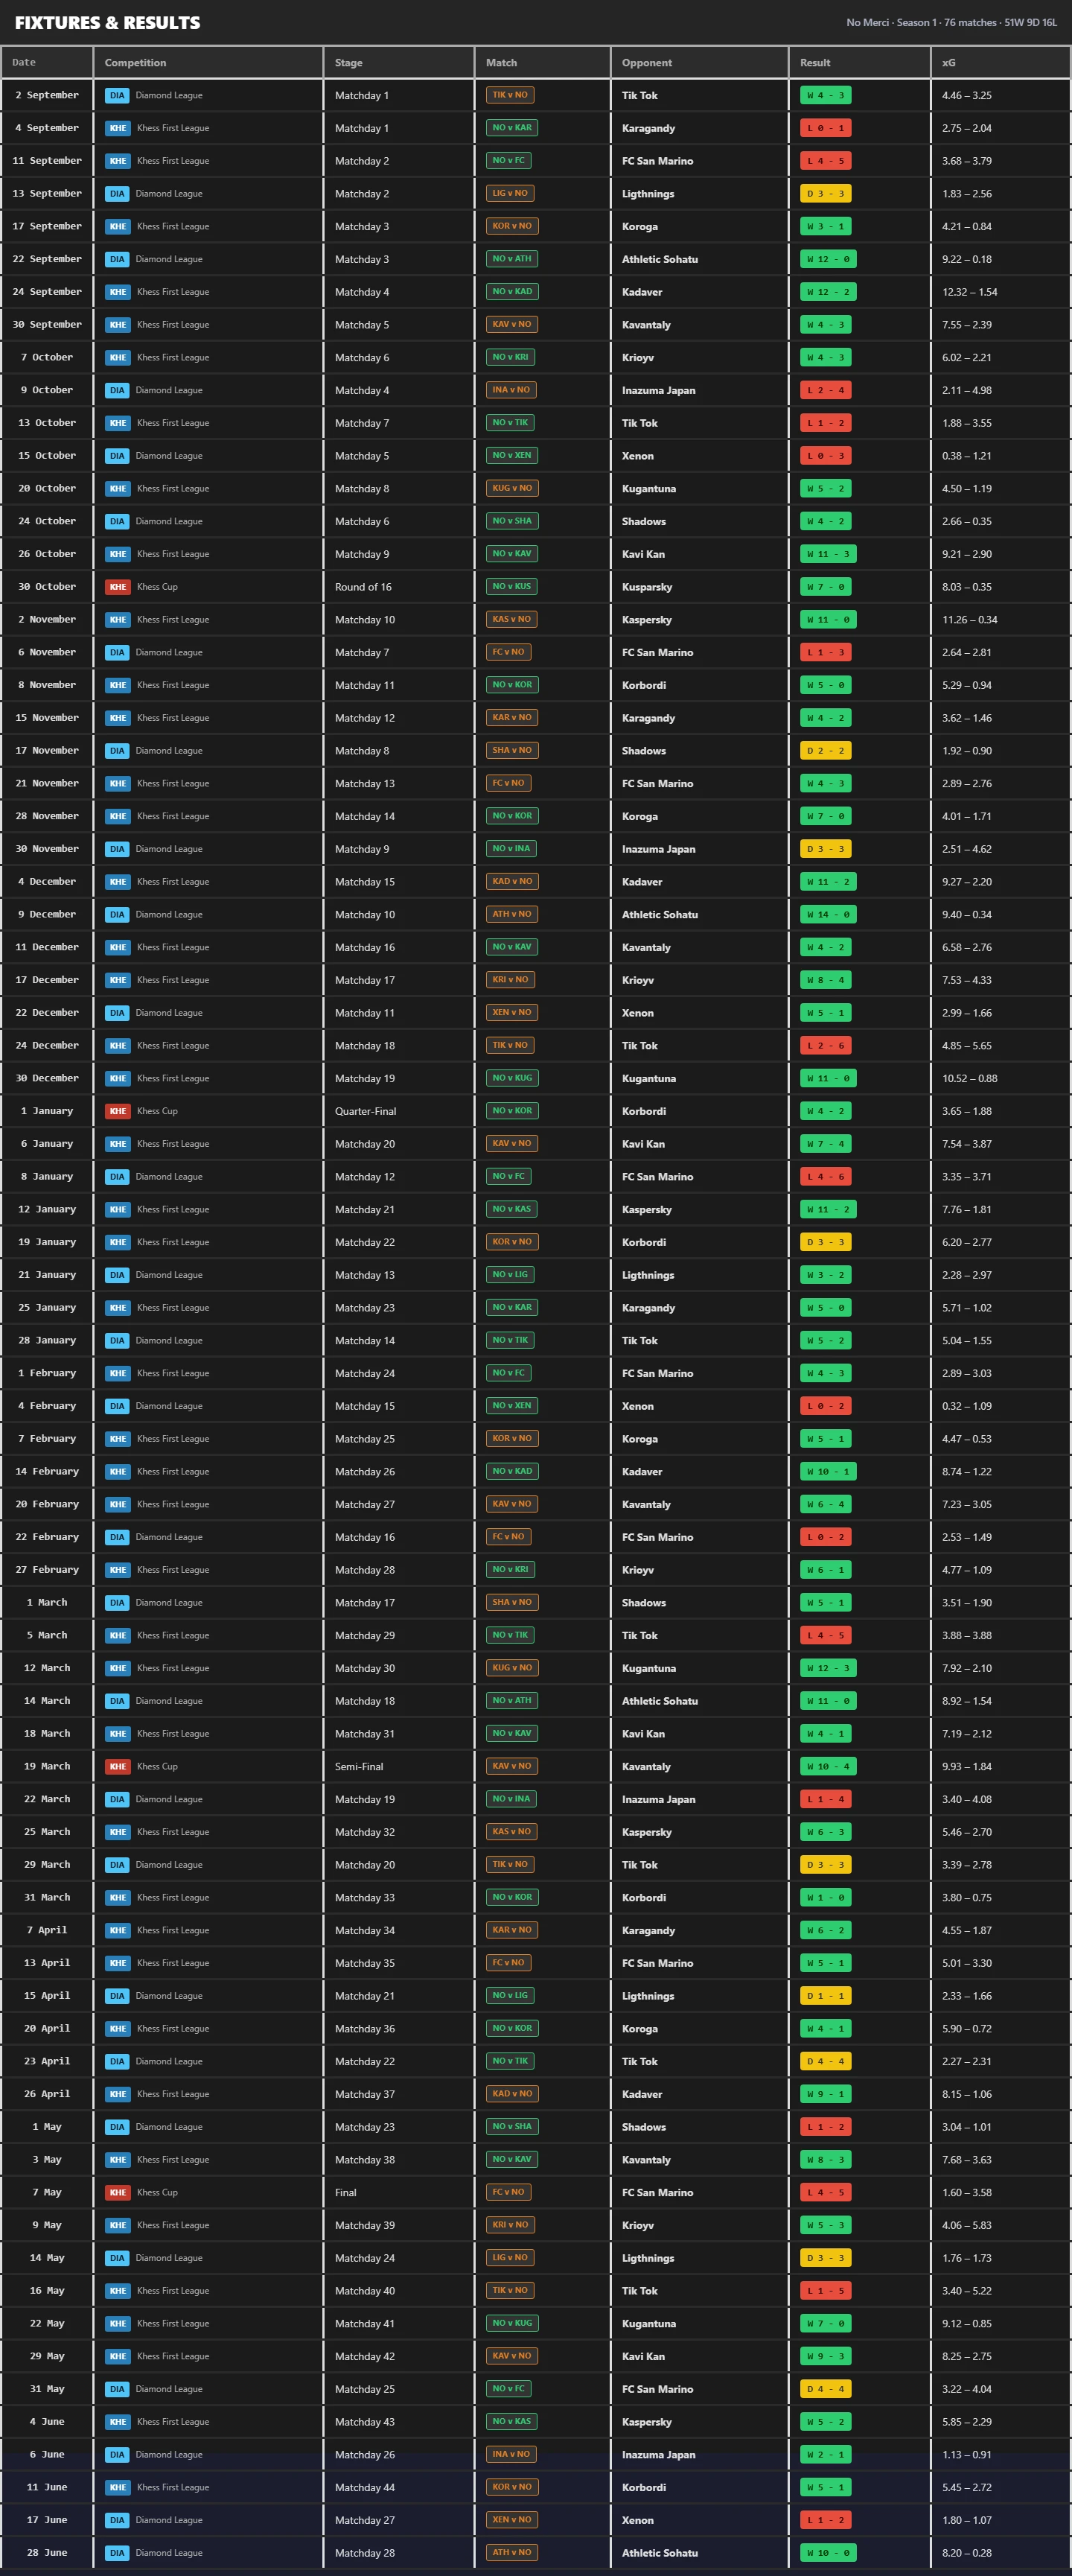 FIXTURES & RESULTS No Merci · Season 1 · 76 matches · 51W 9D 16L
Date Competition Stage Match Opponent Result xG
2 September DIA Diamond League Matchday 1 TIK v NO Tik Tok W 4 - 3 4.46 – 3.25
4 September KHE Khess First League Matchday 1 NO v KAR Karagandy L 0 - 1 2.75 – 2.04
11 September KHE Khess First League Matchday 2 NO v FC FC San Marino L 4 - 5 3.68 – 3.79
13 September DIA Diamond League Matchday 2 LIG v NO Ligthnings D 3 - 3 1.83 – 2.56
17 September KHE Khess First League Matchday 3 KOR v NO Koroga W 3 - 1 4.21 – 0.84
22 September DIA Diamond League Matchday 3 NO v ATH Athletic Sohatu W 12 - 0 9.22 – 0.18
24 September KHE Khess First League Matchday 4 NO v KAD Kadaver W 12 - 2 12.32 – 1.54
30 September KHE Khess First League Matchday 5 KAV v NO Kavantaly W 4 - 3 7.55 – 2.39
7 October KHE Khess First League Matchday 6 NO v KRI Krioyv W 4 - 3 6.02 – 2.21
9 October DIA Diamond League Matchday 4 INA v NO Inazuma Japan L 2 - 4 2.11 – 4.98
13 October KHE Khess First League Matchday 7 NO v TIK Tik Tok L 1 - 2 1.88 – 3.55
15 October DIA Diamond League Matchday 5 NO v XEN Xenon L 0 - 3 0.38 – 1.21
20 October KHE Khess First League Matchday 8 KUG v NO Kugantuna W 5 - 2 4.50 – 1.19
24 October DIA Diamond League Matchday 6 NO v SHA Shadows W 4 - 2 2.66 – 0.35
26 October KHE Khess First League Matchday 9 NO v KAV Kavi Kan W 11 - 3 9.21 – 2.90
30 October KHE Khess Cup Round of 16 NO v KUS Kusparsky W 7 - 0 8.03 – 0.35
2 November KHE Khess First League Matchday 10 KAS v NO Kaspersky W 11 - 0 11.26 – 0.34
6 November DIA Diamond League Matchday 7 FC v NO FC San Marino L 1 - 3 2.64 – 2.81
8 November KHE Khess First League Matchday 11 NO v KOR Korbordi W 5 - 0 5.29 – 0.94
15 November KHE Khess First League Matchday 12 KAR v NO Karagandy W 4 - 2 3.62 – 1.46
17 November DIA Diamond League Matchday 8 SHA v NO Shadows D 2 - 2 1.92 – 0.90
21 November KHE Khess First League Matchday 13 FC v NO FC San Marino W 4 - 3 2.89 – 2.76
28 November KHE Khess First League Matchday 14 NO v KOR Koroga W 7 - 0 4.01 – 1.71
30 November DIA Diamond League Matchday 9 NO v INA Inazuma Japan D 3 - 3 2.51 – 4.62
4 December KHE Khess First League Matchday 15 KAD v NO Kadaver W 11 - 2 9.27 – 2.20
9 December DIA Diamond League Matchday 10 ATH v NO Athletic Sohatu W 14 - 0 9.40 – 0.34
11 December KHE Khess First League Matchday 16 NO v KAV Kavantaly W 4 - 2 6.58 – 2.76
17 December KHE Khess First League Matchday 17 KRI v NO Krioyv W 8 - 4 7.53 – 4.33
22 December DIA Diamond League Matchday 11 XEN v NO Xenon W 5 - 1 2.99 – 1.66
24 December KHE Khess First League Matchday 18 TIK v NO Tik Tok L 2 - 6 4.85 – 5.65
30 December KHE Khess First League Matchday 19 NO v KUG Kugantuna W 11 - 0 10.52 – 0.88
1 January KHE Khess Cup Quarter-Final NO v KOR Korbordi W 4 - 2 3.65 – 1.88
6 January KHE Khess First League Matchday 20 KAV v NO Kavi Kan W 7 - 4 7.54 – 3.87
8 January DIA Diamond League Matchday 12 NO v FC FC San Marino L 4 - 6 3.35 – 3.71
12 January KHE Khess First League Matchday 21 NO v KAS Kaspersky W 11 - 2 7.76 – 1.81
19 January KHE Khess First League Matchday 22 KOR v NO Korbordi D 3 - 3 6.20 – 2.77
21 January DIA Diamond League Matchday 13 NO v LIG Ligthnings W 3 - 2 2.28 – 2.97
25 January KHE Khess First League Matchday 23 NO v KAR Karagandy W 5 - 0 5.71 – 1.02
28 January DIA Diamond League Matchday 14 NO v TIK Tik Tok W 5 - 2 5.04 – 1.55
1 February KHE Khess First League Matchday 24 NO v FC FC San Marino W 4 - 3 2.89 – 3.03
4 February DIA Diamond League Matchday 15 NO v XEN Xenon L 0 - 2 0.32 – 1.09
7 February KHE Khess First League Matchday 25 KOR v NO Koroga W 5 - 1 4.47 – 0.53
14 February KHE Khess First League Matchday 26 NO v KAD Kadaver W 10 - 1 8.74 – 1.22
20 February KHE Khess First League Matchday 27 KAV v NO Kavantaly W 6 - 4 7.23 – 3.05
22 February DIA Diamond League Matchday 16 FC v NO FC San Marino L 0 - 2 2.53 – 1.49
27 February KHE Khess First League Matchday 28 NO v KRI Krioyv W 6 - 1 4.77 – 1.09
1 March DIA Diamond League Matchday 17 SHA v NO Shadows W 5 - 1 3.51 – 1.90
5 March KHE Khess First League Matchday 29 NO v TIK Tik Tok L 4 - 5 3.88 – 3.88
12 March KHE Khess First League Matchday 30 KUG v NO Kugantuna W 12 - 3 7.92 – 2.10
14 March DIA Diamond League Matchday 18 NO v ATH Athletic Sohatu W 11 - 0 8.92 – 1.54
18 March KHE Khess First League Matchday 31 NO v KAV Kavi Kan W 4 - 1 7.19 – 2.12
19 March KHE Khess Cup Semi-Final KAV v NO Kavantaly W 10 - 4 9.93 – 1.84
22 March DIA Diamond League Matchday 19 NO v INA Inazuma Japan L 1 - 4 3.40 – 4.08
25 March KHE Khess First League Matchday 32 KAS v NO Kaspersky W 6 - 3 5.46 – 2.70
29 March DIA Diamond League Matchday 20 TIK v NO Tik Tok D 3 - 3 3.39 – 2.78
31 March KHE Khess First League Matchday 33 NO v KOR Korbordi W 1 - 0 3.80 – 0.75
7 April KHE Khess First League Matchday 34 KAR v NO Karagandy W 6 - 2 4.55 – 1.87
13 April KHE Khess First League Matchday 35 FC v NO FC San Marino W 5 - 1 5.01 – 3.30
15 April DIA Diamond League Matchday 21 NO v LIG Ligthnings D 1 - 1 2.33 – 1.66
20 April KHE Khess First League Matchday 36 NO v KOR Koroga W 4 - 1 5.90 – 0.72
23 April DIA Diamond League Matchday 22 NO v TIK Tik Tok D 4 - 4 2.27 – 2.31
26 April KHE Khess First League Matchday 37 KAD v NO Kadaver W 9 - 1 8.15 – 1.06
1 May DIA Diamond League Matchday 23 NO v SHA Shadows L 1 - 2 3.04 – 1.01
3 May KHE Khess First League Matchday 38 NO v KAV Kavantaly W 8 - 3 7.68 – 3.63
7 May KHE Khess Cup Final FC v NO FC San Marino L 4 - 5 1.60 – 3.58
9 May KHE Khess First League Matchday 39 KRI v NO Krioyv W 5 - 3 4.06 – 5.83
14 May DIA Diamond League Matchday 24 LIG v NO Ligthnings D 3 - 3 1.76 – 1.73
16 May KHE Khess First League Matchday 40 TIK v NO Tik Tok L 1 - 5 3.40 – 5.22
22 May KHE Khess First League Matchday 41 NO v KUG Kugantuna W 7 - 0 9.12 – 0.85
29 May KHE Khess First League Matchday 42 KAV v NO Kavi Kan W 9 - 3 8.25 – 2.75
31 May DIA Diamond League Matchday 25 NO v FC FC San Marino D 4 - 4 3.22 – 4.04
4 June KHE Khess First League Matchday 43 NO v KAS Kaspersky W 5 - 2 5.85 – 2.29
6 June DIA Diamond League Matchday 26 INA v NO Inazuma Japan W 2 - 1 1.13 – 0.91
11 June KHE Khess First League Matchday 44 KOR v NO Korbordi W 5 - 1 5.45 – 2.72
17 June DIA Diamond League Matchday 27 XEN v NO Xenon L 1 - 2 1.80 – 1.07
28 June DIA Diamond League Matchday 28 ATH v NO Athletic Sohatu W 10 - 0 8.20 – 0.28